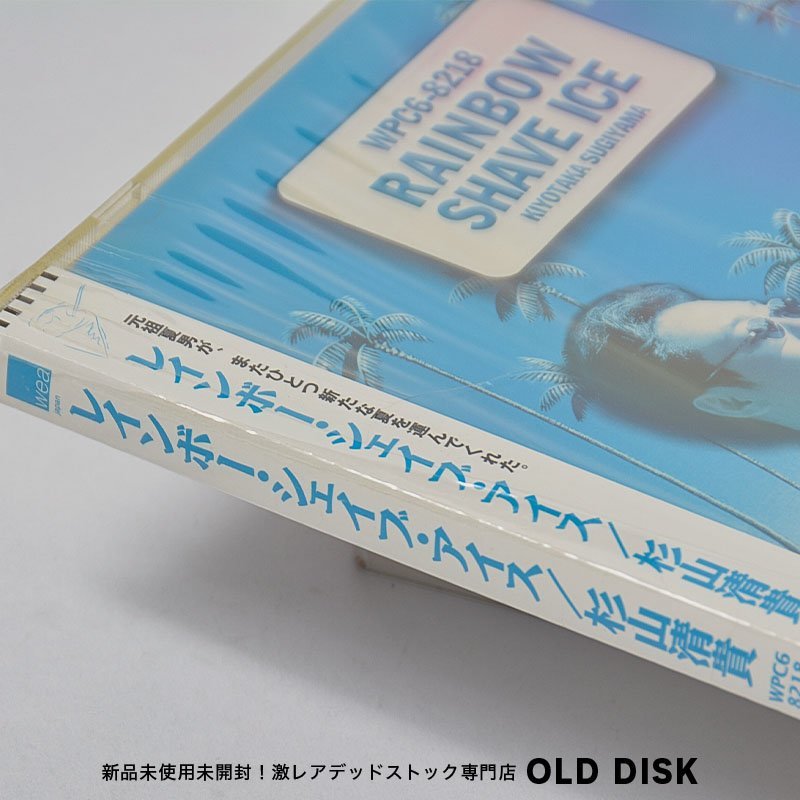 WPC6-8218
RAINBOW
SHAVE ICE
KIYOTAKA SUGIYAMA
元祖夏男が、またひとつ新たな夏を運んでくれた。
レインボー・シェイブ・アイス／杉山清貴
wea
Japan
レインボー・シェイブ・アイス／杉山清貴
WPC6
8218
新品未使用未開封！激レアデッドストック専門店 OLD DISK